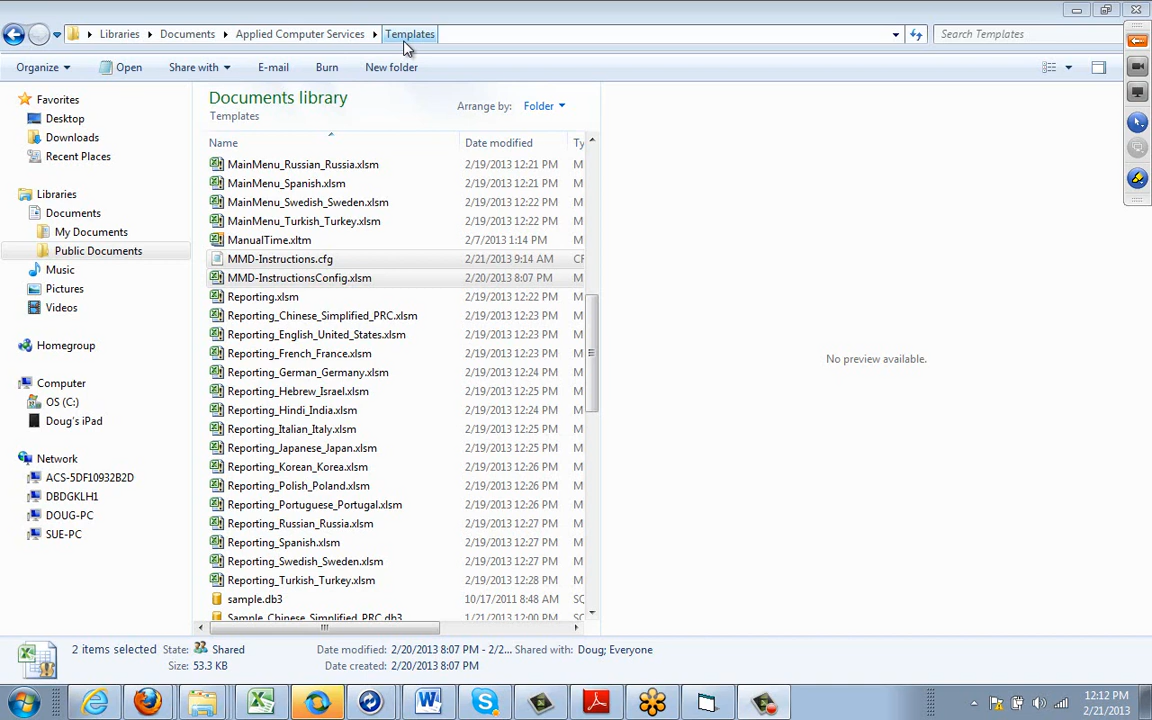 Libraries Documents Applied Computer Services Templates
Search Templates
Organize Open Share with E-mail Burn New folder
Favorites
Desktop
Downloads
Recent Places
Libraries
Documents
My Documents
Public Documents
Music
Pictures
Videos
Homegroup
Computer
OS (C:)
Doug's iPad
Network
ACS-5DF10932B2D
DBDGKLH1
DOUG-PC
SUE-PC
Documents library
Templates
Arrange by: Folder
Name Date modified Ty
MainMenu_Russian_Russia.xlsm 2/19/2013 12:21 PM M
MainMenu_Spanish.xlsm 2/19/2013 12:21 PM M
MainMenu_Swedish_Sweden.xlsm 2/19/2013 12:22 PM M
MainMenu_Turkish_Turkey.xlsm 2/19/2013 12:22 PM M
ManualTime.xltm 2/7/2013 1:14 PM M
MMD-Instructions.cfg 2/21/2013 9:14 AM CF
MMD-InstructionsConfig.xlsm 2/20/2013 8:07 PM M
Reporting.xlsm 2/19/2013 12:22 PM M
Reporting_Chinese_Simplified_PRC.xlsm 2/19/2013 12:23 PM M
Reporting_English_United_States.xlsm 2/19/2013 12:23 PM M
Reporting_French_France.xlsm 2/19/2013 12:23 PM M
Reporting_German_Germany.xlsm 2/19/2013 12:24 PM M
Reporting_Hebrew_Israel.xlsm 2/19/2013 12:25 PM M
Reporting_Hindi_India.xlsm 2/19/2013 12:24 PM M
Reporting_Italian_Italy.xlsm 2/19/2013 12:25 PM M
Reporting_Japanese_Japan.xlsm 2/19/2013 12:25 PM M
Reporting_Korean_Korea.xlsm 2/19/2013 12:26 PM M
Reporting_Polish_Poland.xlsm 2/19/2013 12:26 PM M
Reporting_Portuguese_Portugal.xlsm 2/19/2013 12:26 PM M
Reporting_Russian_Russia.xlsm 2/19/2013 12:27 PM M
Reporting_Spanish.xlsm 2/19/2013 12:27 PM M
Reporting_Swedish_Sweden.xlsm 2/19/2013 12:27 PM M
Reporting_Turkish_Turkey.xlsm 2/19/2013 12:28 PM M
sample.db3 10/17/2011 8:48 AM SQ
Sample_Chinese_Simplified_PRC.db3 1/21/2013 12:00 PM SQ
No preview available.
2 items selected State: Shared Date modified: 2/20/2013 8:07 PM - 2/2... Shared with: Doug; Everyone
Size: 53.3 KB Date created: 2/20/2013 8:07 PM
12:12 PM
2/21/2013